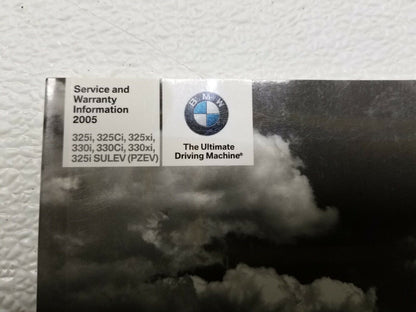 Service and
Warranty
Information
2005
325i, 325Ci, 325xi,
330i, 330Ci, 330xi,
325i SULEV (PZEV)
BMW
The Ultimate
Driving Machine®